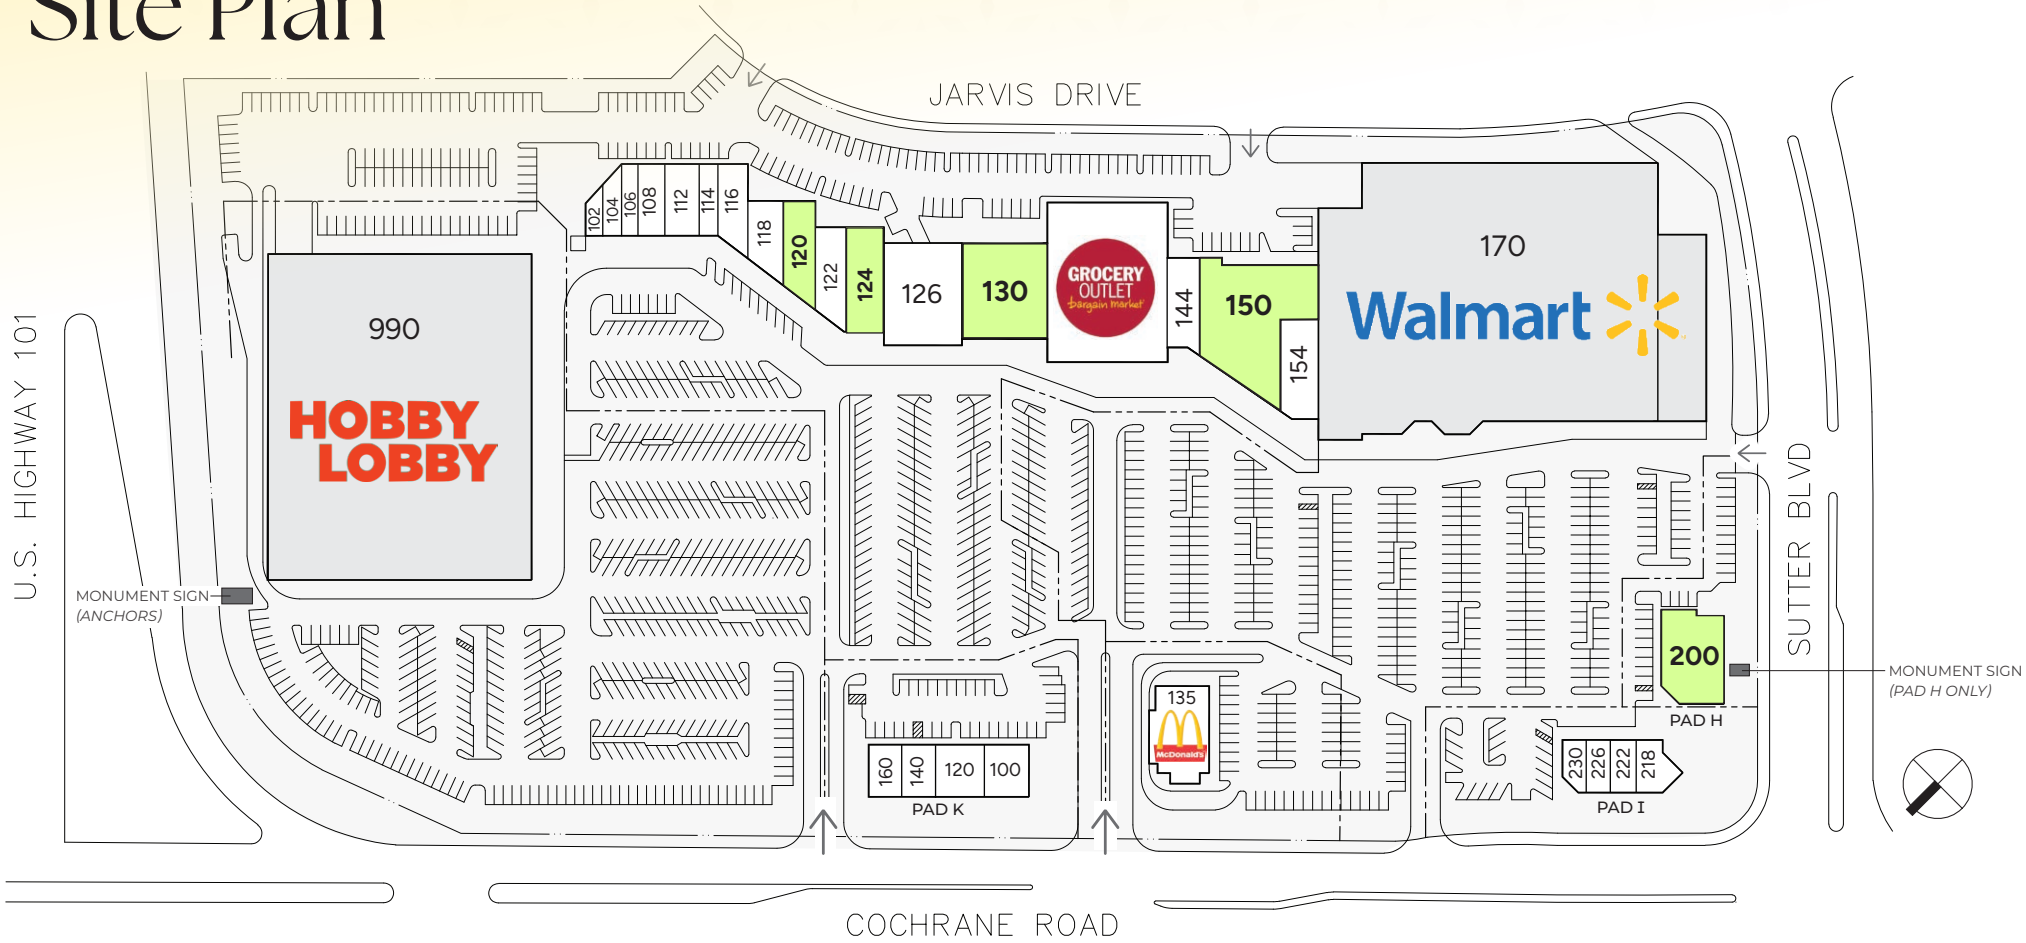 Site Plan
JARVIS DRIVE
U.S. HIGHWAY 101
SUTTER BLVD
COCHRANE ROAD
990
HOBBY
LOBBY
102
104
106
108
112
114
116
118
120
122
124
126
130
GROCERY
OUTLET
bargain market
144
150
154
170
Walmart
MONUMENT SIGN
(ANCHORS)
200
PAD H
MONUMENT SIGN
(PAD H ONLY)
135
McDonald's
160
140
120
100
PAD K
230
226
222
218
PAD I